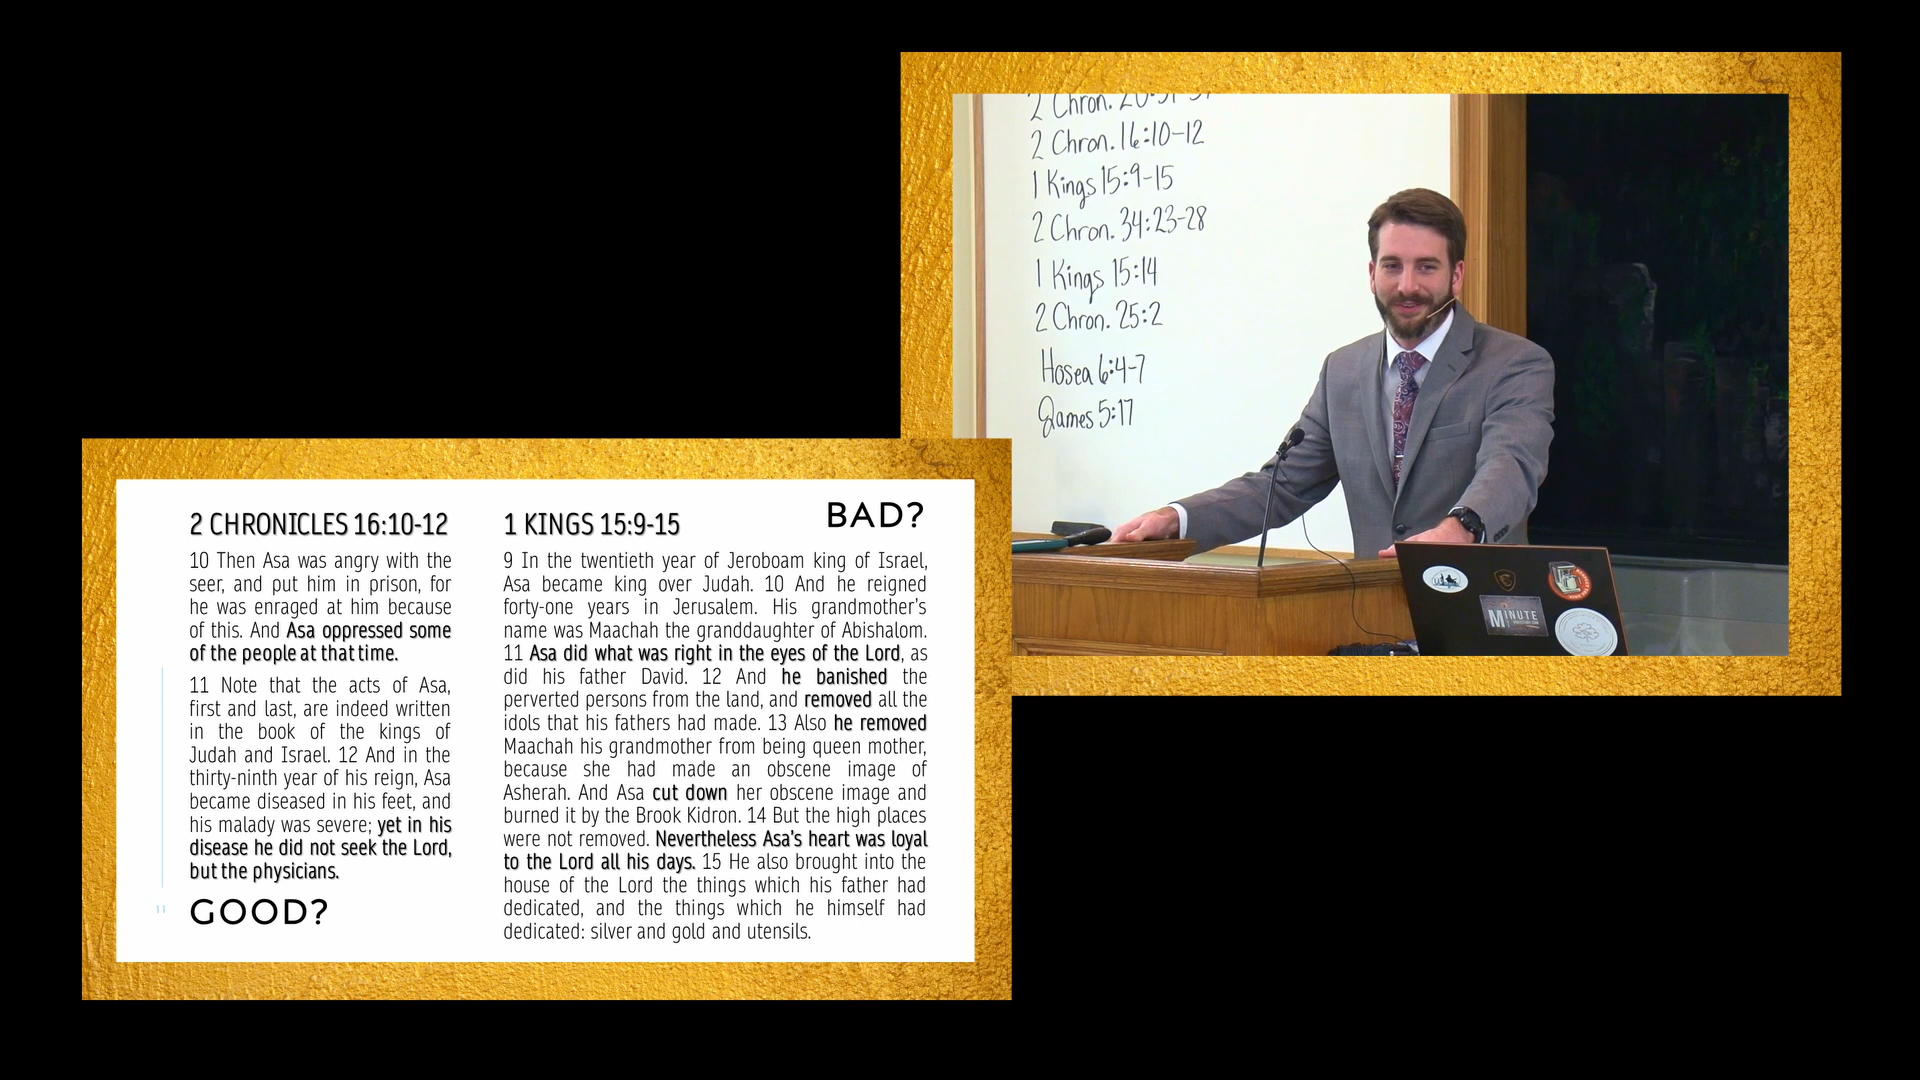 2 Chron. 16:10-12
1 Kings 15:9-15
2 Chron. 34:23-28
1 Kings 15:14
2 Chron. 25:2
Hosea 6:4-7
James 5:17
MINUTE
BAD?
2 CHRONICLES 16:10-12
10 Then Asa was angry with the
seer, and put him in prison, for
he was enraged at him because
of this. And Asa oppressed some
of the people at that time.
11 Note that the acts of Asa,
first and last, are indeed written
in the book of the kings of
Judah and Israel. 12 And in the
thirty-ninth year of his reign, Asa
became diseased in his feet, and
his malady was severe; yet in his
disease he did not seek the Lord,
but the physicians.
GOOD?
1 KINGS 15:9-15
9 In the twentieth year of Jeroboam king of Israel,
Asa became king over Judah. 10 And he reigned
forty-one years in Jerusalem. His grandmother's
name was Maachah the granddaughter of Abishalom.
11 Asa did what was right in the eyes of the Lord, as
did his father David. 12 And he banished the
perverted persons from the land, and removed all the
idols that his fathers had made. 13 Also he removed
Maachah his grandmother from being queen mother,
because she had made an obscene image of
Asherah. And Asa cut down her obscene image and
burned it by the Brook Kidron. 14 But the high places
were not removed. Nevertheless Asa's heart was loyal
to the Lord all his days. 15 He also brought into the
house of the Lord the things which his father had
dedicated, and the things which he himself had
dedicated: silver and gold and utensils.